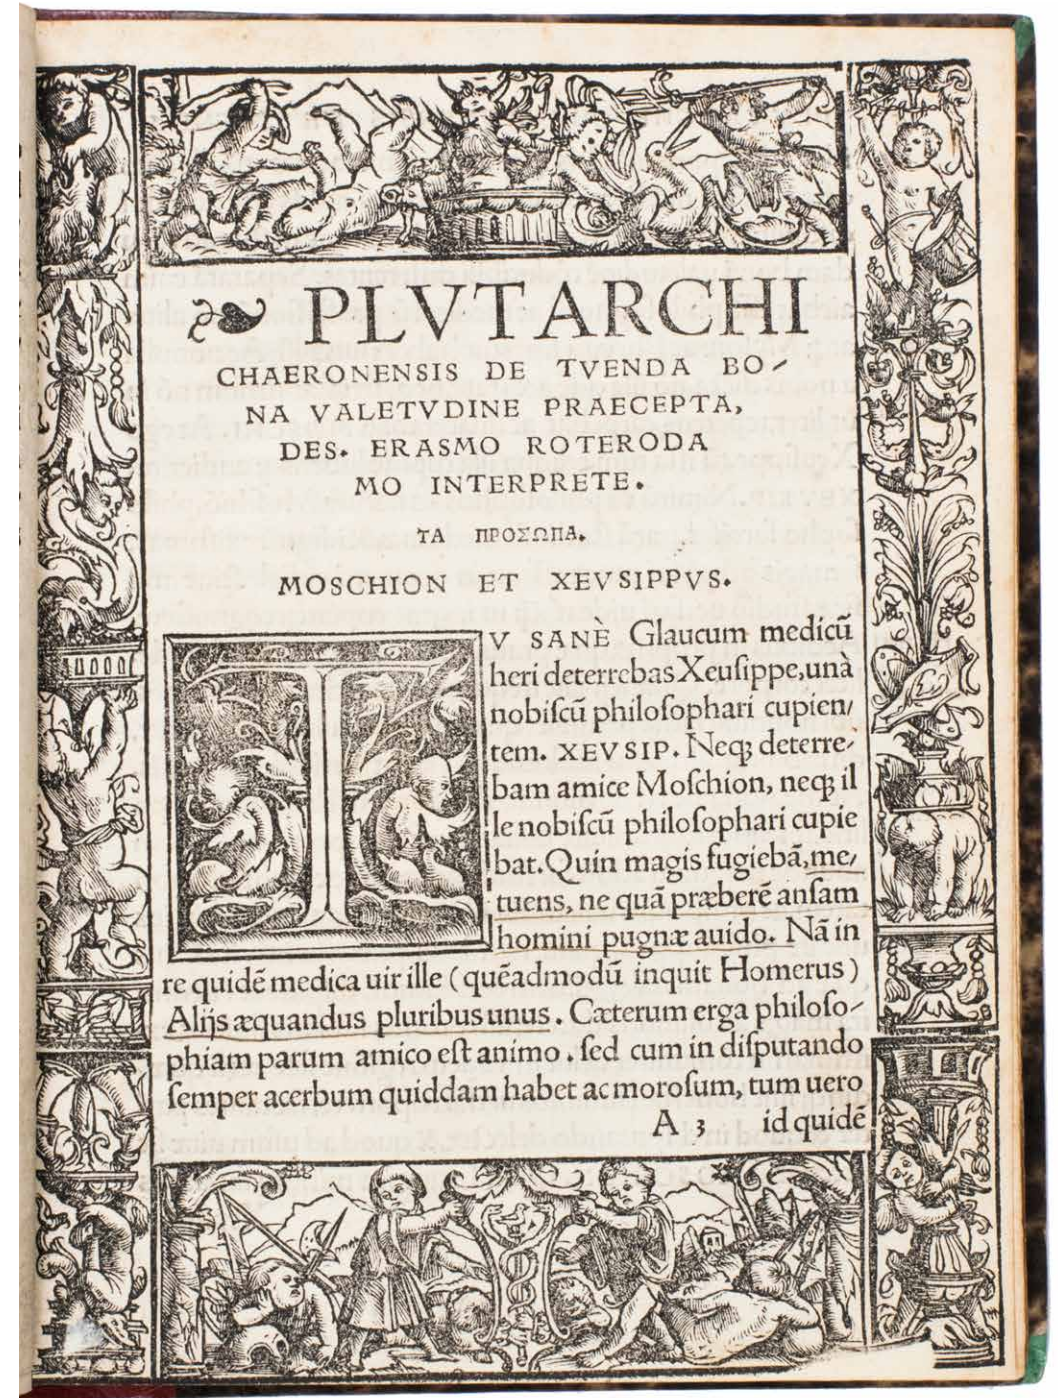 PLVTARCHI
CHAERONENSIS DE TVENDA BO⸗
NA VALETVDINE PRAECEPTA,
DES. ERASMO ROTERODA
MO INTERPRETE.
ΤΑ ΠΡΟΣΩΠΑ.
MOSCHION ET XEVSIPPVS.
TV SANÈ Glaucum medicū
heri deterrebas Xeuſippe, unà
nobiſcū philoſophari cupien⸗
tem. XEVSIP. Neqꝫ deterre⸗
bam amice Moſchion, neqꝫ il
le nobiſcū philoſophari cupie
bat. Quin magis fugiebā, me⸗
tuens, ne quā præberē anſam
homini pugnæ auido. Nā in
re quidē medica uir ille (quēadmodū inquit Homerus)
Alijs æquandus pluribus unus. Cæterum erga philoſo⸗
phiam parum amico eſt animo. ſed cum in diſputando
ſemper acerbum quiddam habet ac moroſum, tum uero
A 3 id quidē